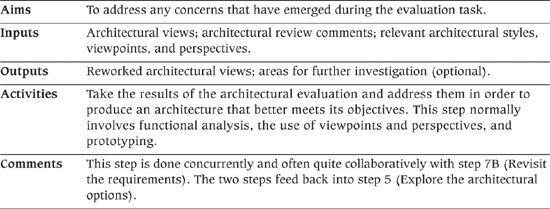 Aims To address any concerns that have emerged during the evaluation task.
Inputs Architectural views; architectural review comments; relevant architectural styles,
viewpoints, and perspectives.
Outputs Reworked architectural views; areas for further investigation (optional).
Activities Take the results of the architectural evaluation and address them in order to
produce an architecture that better meets its objectives. This step normally
involves functional analysis, the use of viewpoints and perspectives, and
prototyping.
Comments This step is done concurrently and often quite collaboratively with step 7B (Revisit
the requirements). The two steps feed back into step 5 (Explore the architectural
options).